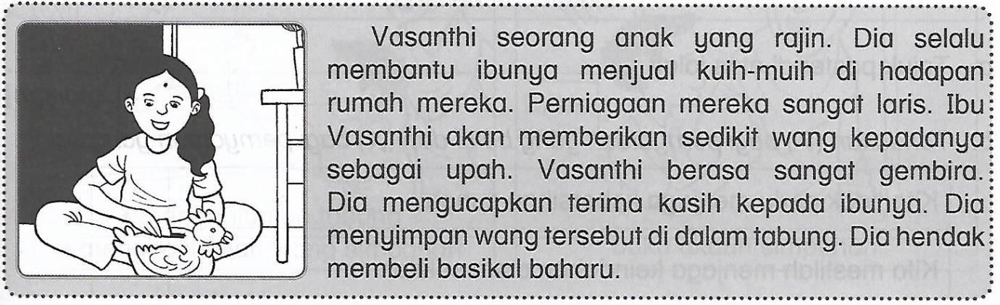 Vasanthi seorang anak yang rajin. Dia selalu
membantu ibunya menjual kuih-muih di hadapan
rumah mereka. Perniagaan mereka sangat laris. Ibu
Vasanthi akan memberikan sedikit wang kepadanya
sebagai upah. Vasanthi berasa sangat gembira.
Dia mengucapkan terima kasih kepada ibunya. Dia
menyimpan wang tersebut di dalam tabung. Dia hendak
membeli basikal baharu.